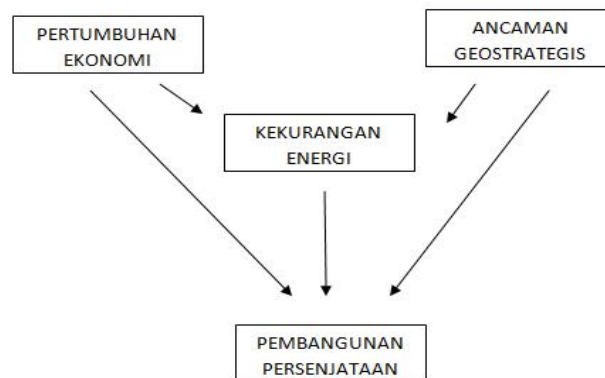 PERTUMBUHAN
EKONOMI
ANCAMAN
GEOSTRATEGIS
KEKURANGAN
ENERGI
PEMBANGUNAN
PERSENJATAAN